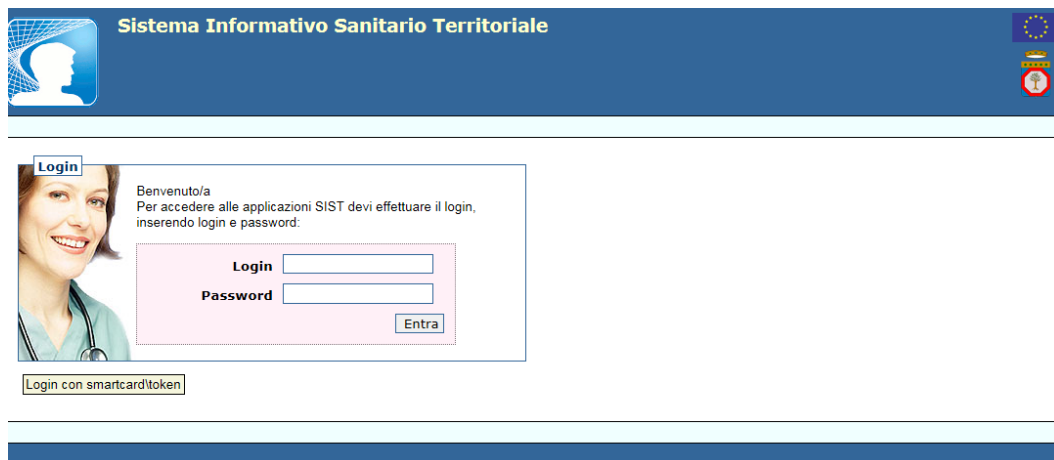 Sistema Informativo Sanitario Territoriale
Login
Benvenuto/a
Per accedere alle applicazioni SIST devi effettuare il login,
inserendo login e password:
Login
Password
Entra
Login con smartcard\token